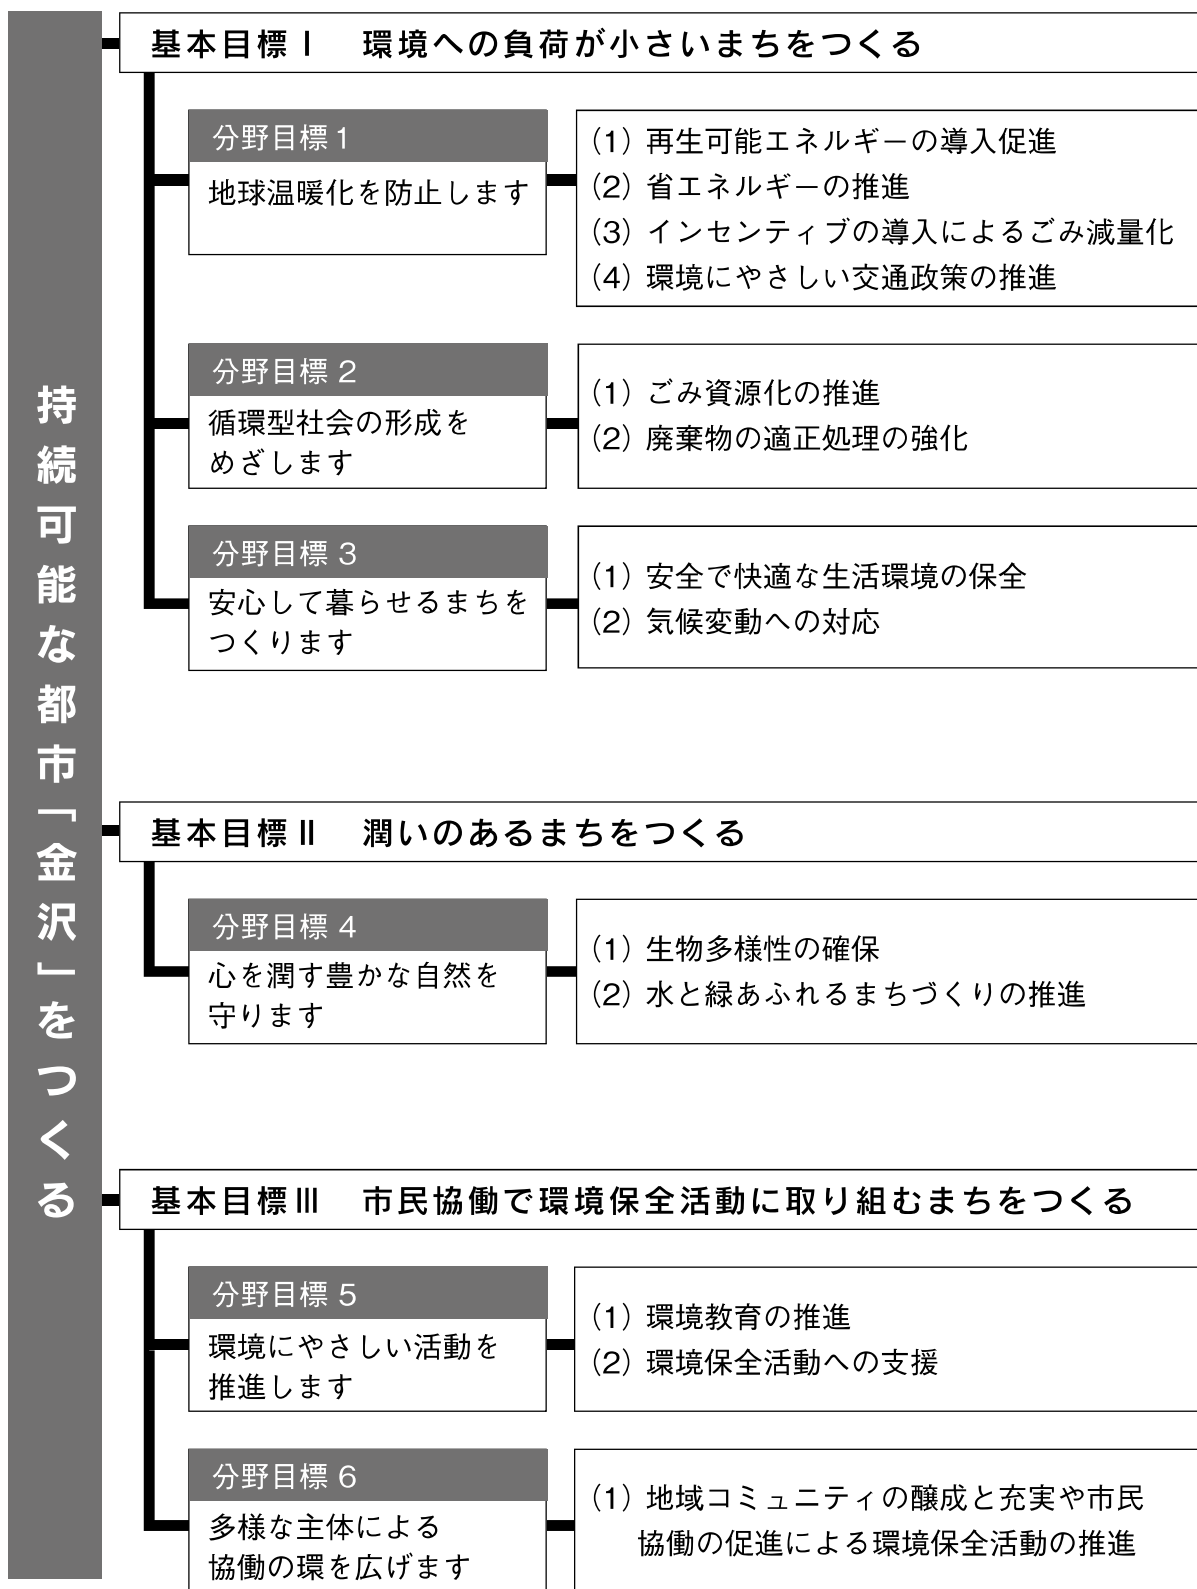 持続可能な都市「金沢」をつくる
基本目標Ⅰ　環境への負荷が小さいまちをつくる
分野目標 1
地球温暖化を防止します
(1) 再生可能エネルギーの導入促進
(2) 省エネルギーの推進
(3) インセンティブの導入によるごみ減量化
(4) 環境にやさしい交通政策の推進
分野目標 2
循環型社会の形成を
めざします
(1) ごみ資源化の推進
(2) 廃棄物の適正処理の強化
分野目標 3
安心して暮らせるまちを
つくります
(1) 安全で快適な生活環境の保全
(2) 気候変動への対応
基本目標Ⅱ　潤いのあるまちをつくる
分野目標 4
心を潤す豊かな自然を
守ります
(1) 生物多様性の確保
(2) 水と緑あふれるまちづくりの推進
基本目標Ⅲ　市民協働で環境保全活動に取り組むまちをつくる
分野目標 5
環境にやさしい活動を
推進します
(1) 環境教育の推進
(2) 環境保全活動への支援
分野目標 6
多様な主体による
協働の環を広げます
(1) 地域コミュニティの醸成と充実や市民
協働の促進による環境保全活動の推進